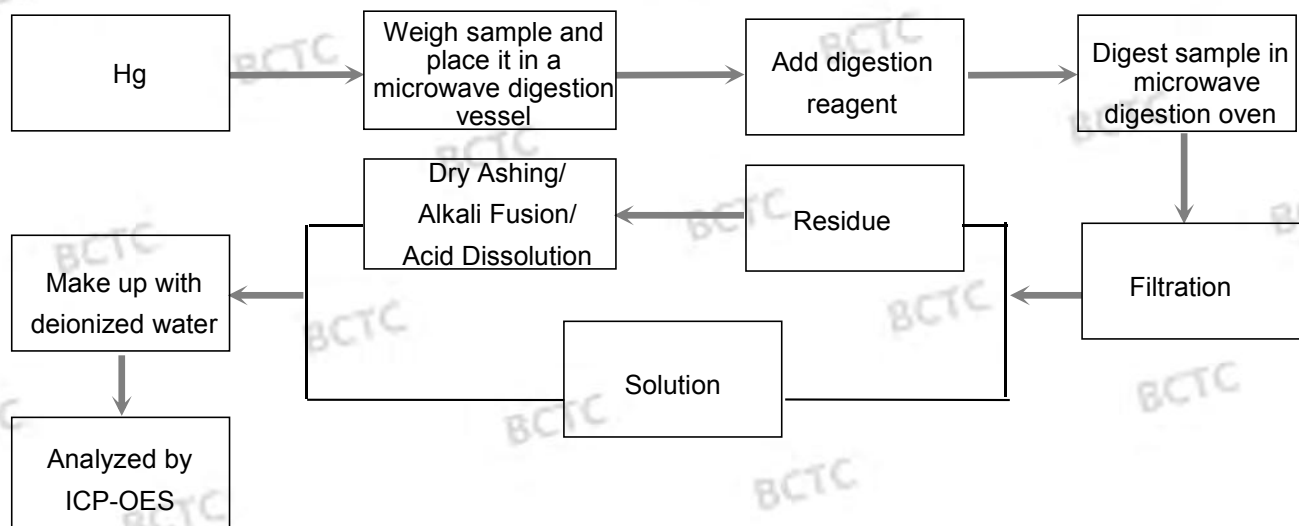 Hg
Weigh sample and
place it in a
microwave digestion
vessel
Add digestion
reagent
Digest sample in
microwave
digestion oven
Filtration
Residue
Dry Ashing/
Alkali Fusion/
Acid Dissolution
Solution
Make up with
deionized water
Analyzed by
ICP-OES
BCTC
BCTC
BCTC
BCTC
BCTC
BCTC
BCTC
BCTC
BCTC
BCTC
BCTC
BCTC